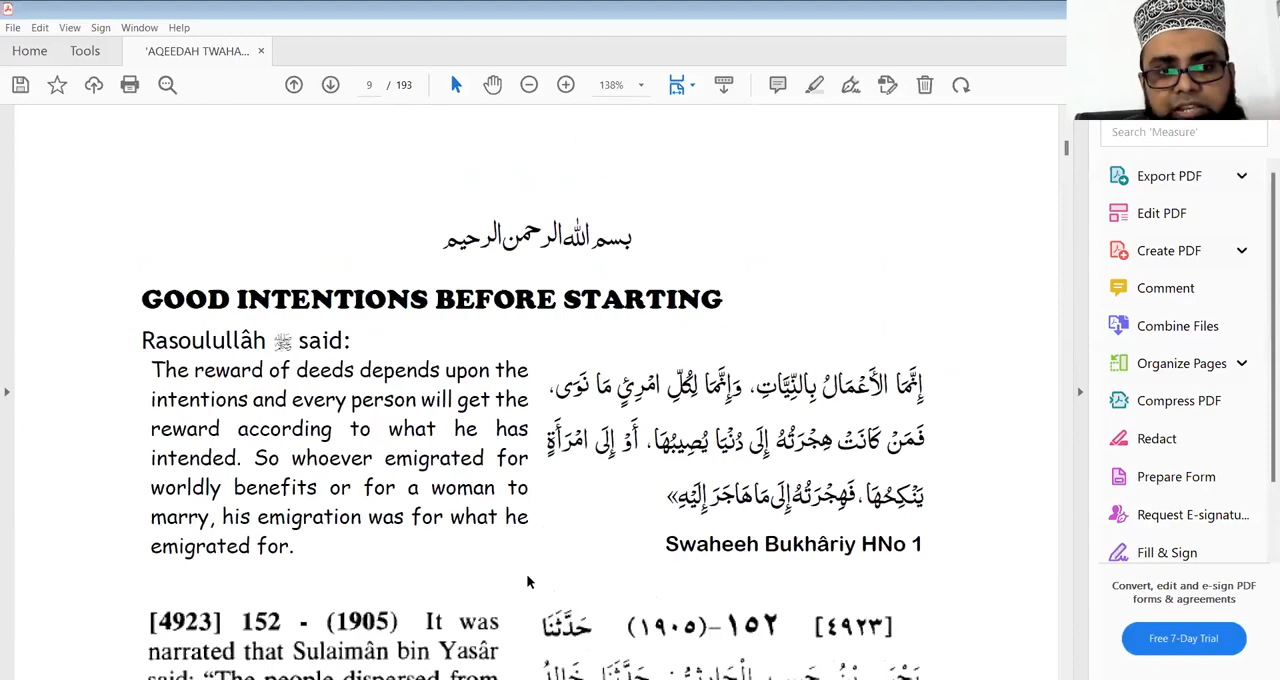 File Edit View Sign Window Help
Home Tools 'AQEEDAH TWAHA... ×
9 / 193 138%
Search 'Measure'
Export PDF
Edit PDF
Create PDF
Comment
Combine Files
Organize Pages
Compress PDF
Redact
Prepare Form
Request E-signatu...
Fill & Sign
Convert, edit and e-sign PDF
forms & agreements
Free 7-Day Trial
بسم الله الرحمن الرحيم
GOOD INTENTIONS BEFORE STARTING
Rasoulullâh ﷺ said:
The reward of deeds depends upon the
intentions and every person will get the
reward according to what he has
intended. So whoever emigrated for
worldly benefits or for a woman to
marry, his emigration was for what he
emigrated for.
إِنَّمَا الأَعْمَالُ بِالنِّيَّاتِ، وَإِنَّمَا لِكُلِّ امْرِئٍ مَا نَوَى،
فَمَنْ كَانَتْ هِجْرَتُهُ إِلَى دُنْيَا يُصِيبُهَا، أَوْ إِلَى امْرَأَةٍ
يَنْكِحُهَا، فَهِجْرَتُهُ إِلَى مَا هَاجَرَ إِلَيْهِ»
Swaheeh Bukhâriy HNo 1
[4923] 152 - (1905) It was
narrated that Sulaimân bin Yasâr
said: "The people dispersed from
[٤٩٢٣] ١٥٢-(١٩٠٥) حَدَّثَنَا